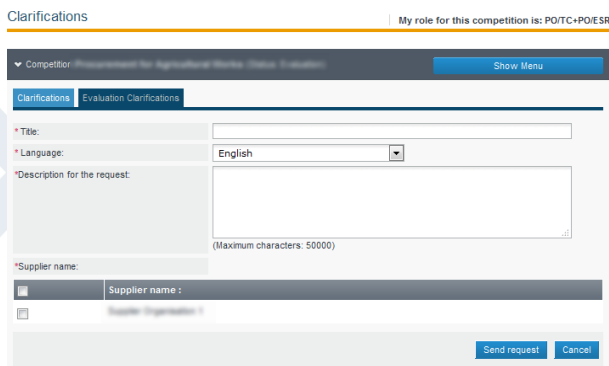 Clarifications
My role for this competition is: PO/TC+PO/ESR
Competition
Show Menu
Clarifications Evaluation Clarifications
* Title:
* Language: English
*Description for the request:
(Maximum characters: 50000)
*Supplier name:
Supplier name :
Send request Cancel